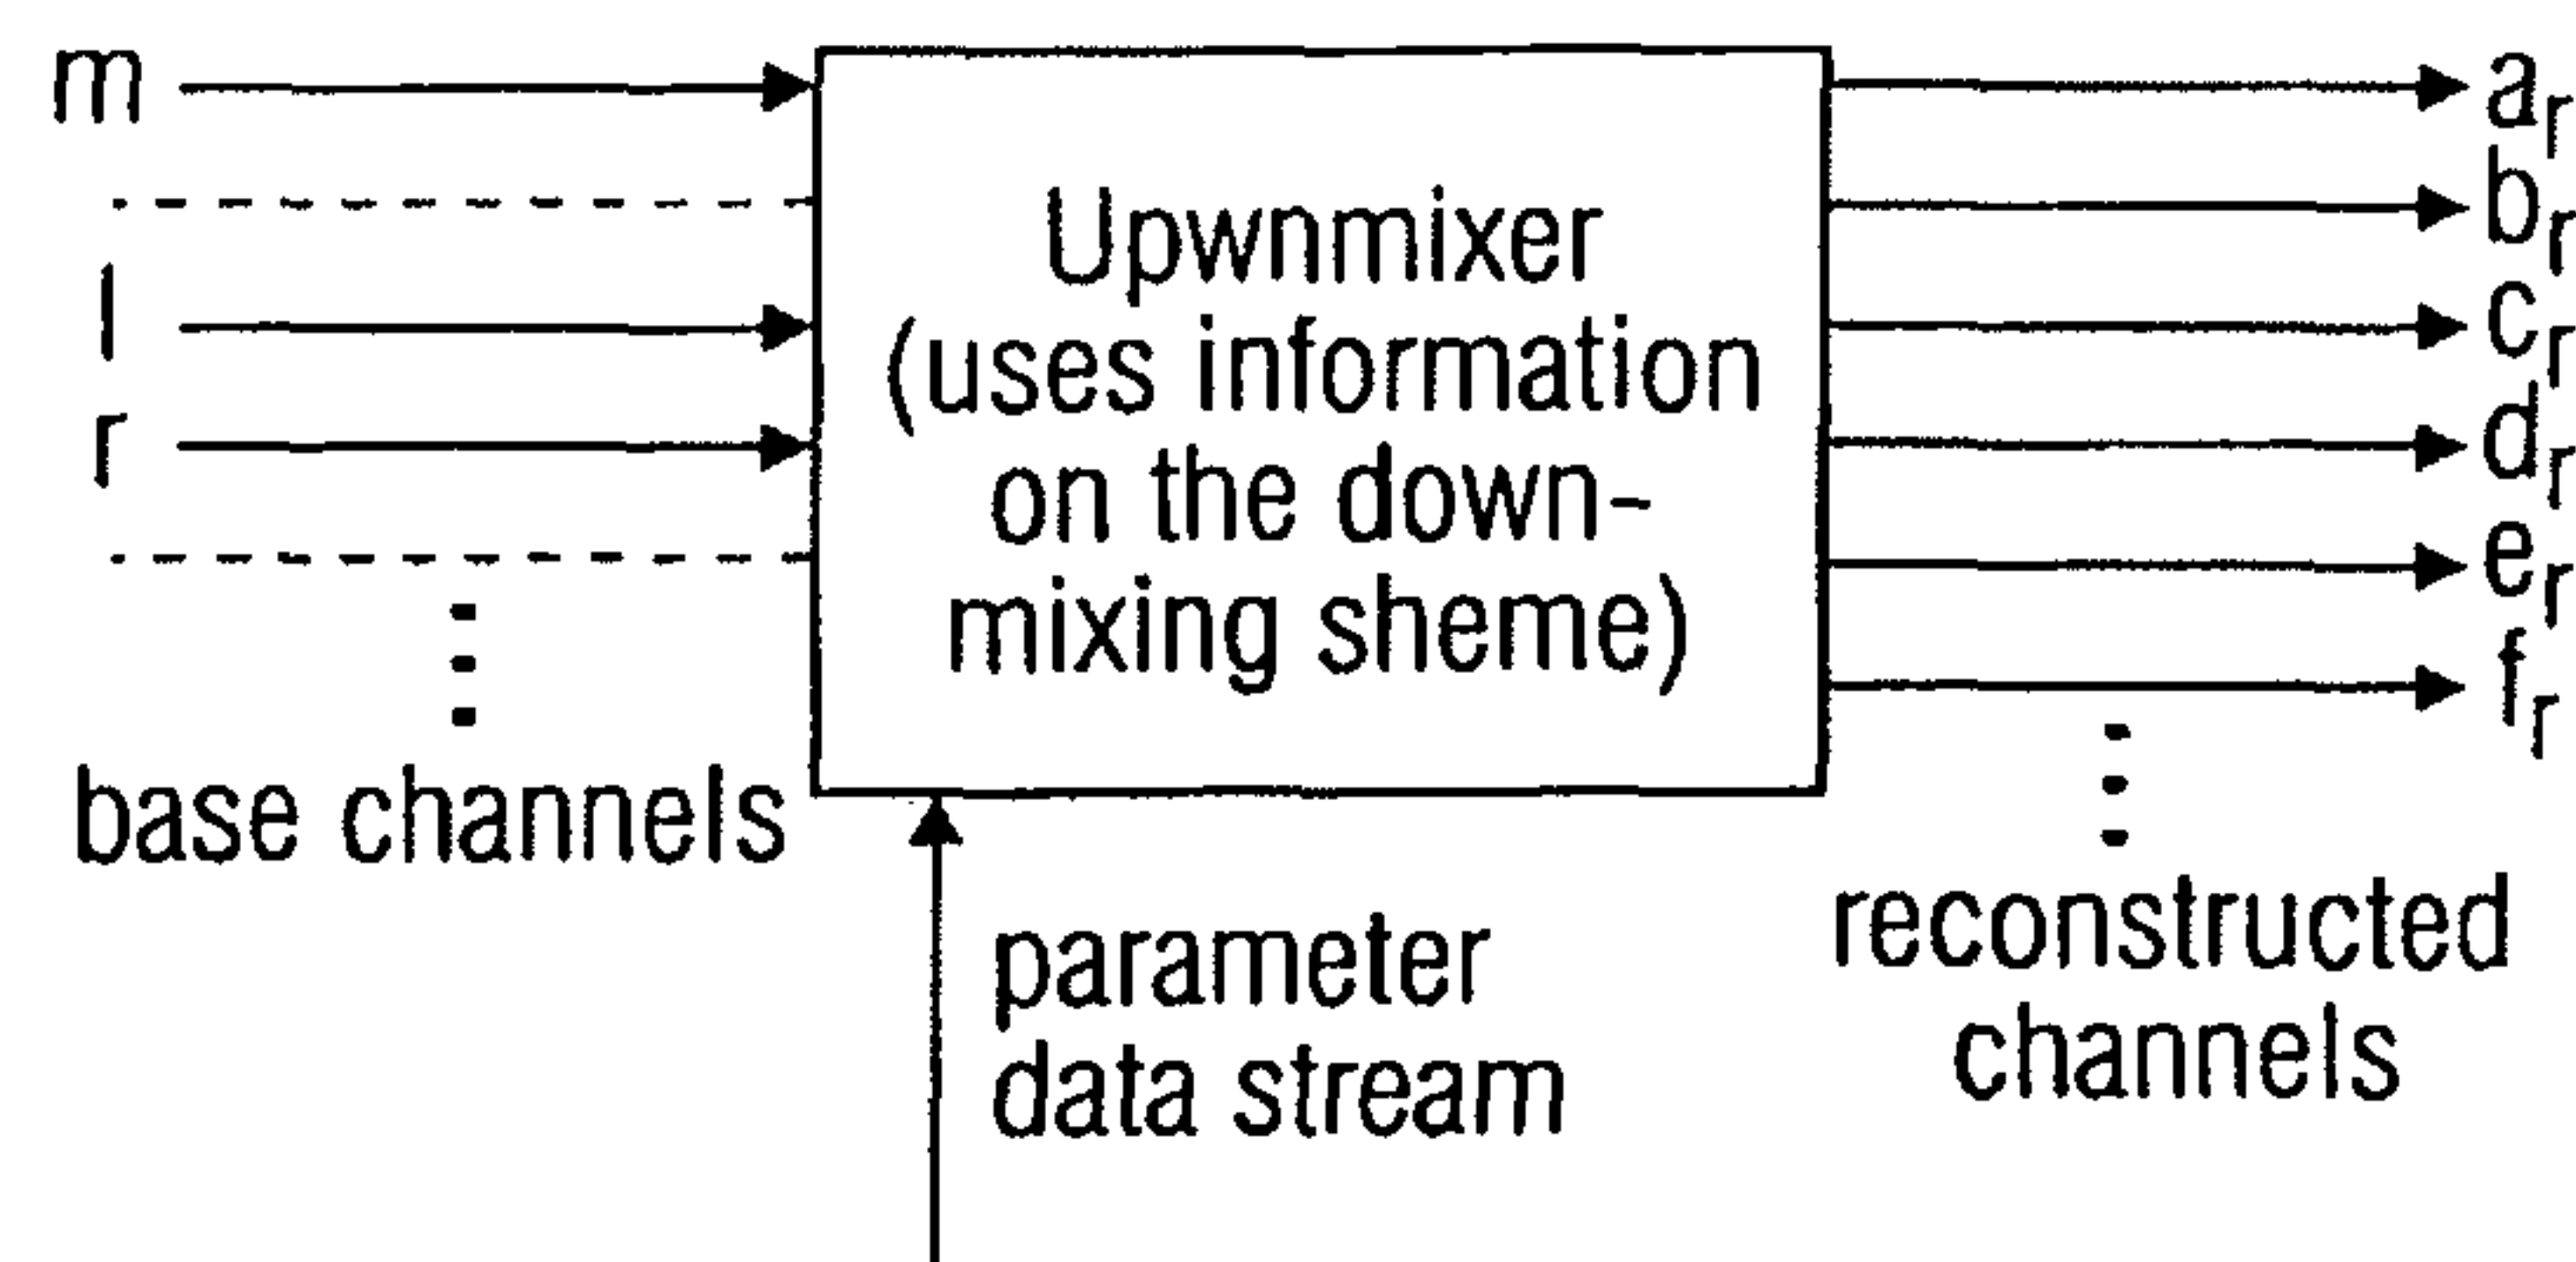 m
l
r
base channels
Upwnmixer
(uses information
on the down-
mixing sheme)
parameter
data stream
a_r
b_r
c_r
d_r
e_r
f_r
reconstructed
channels